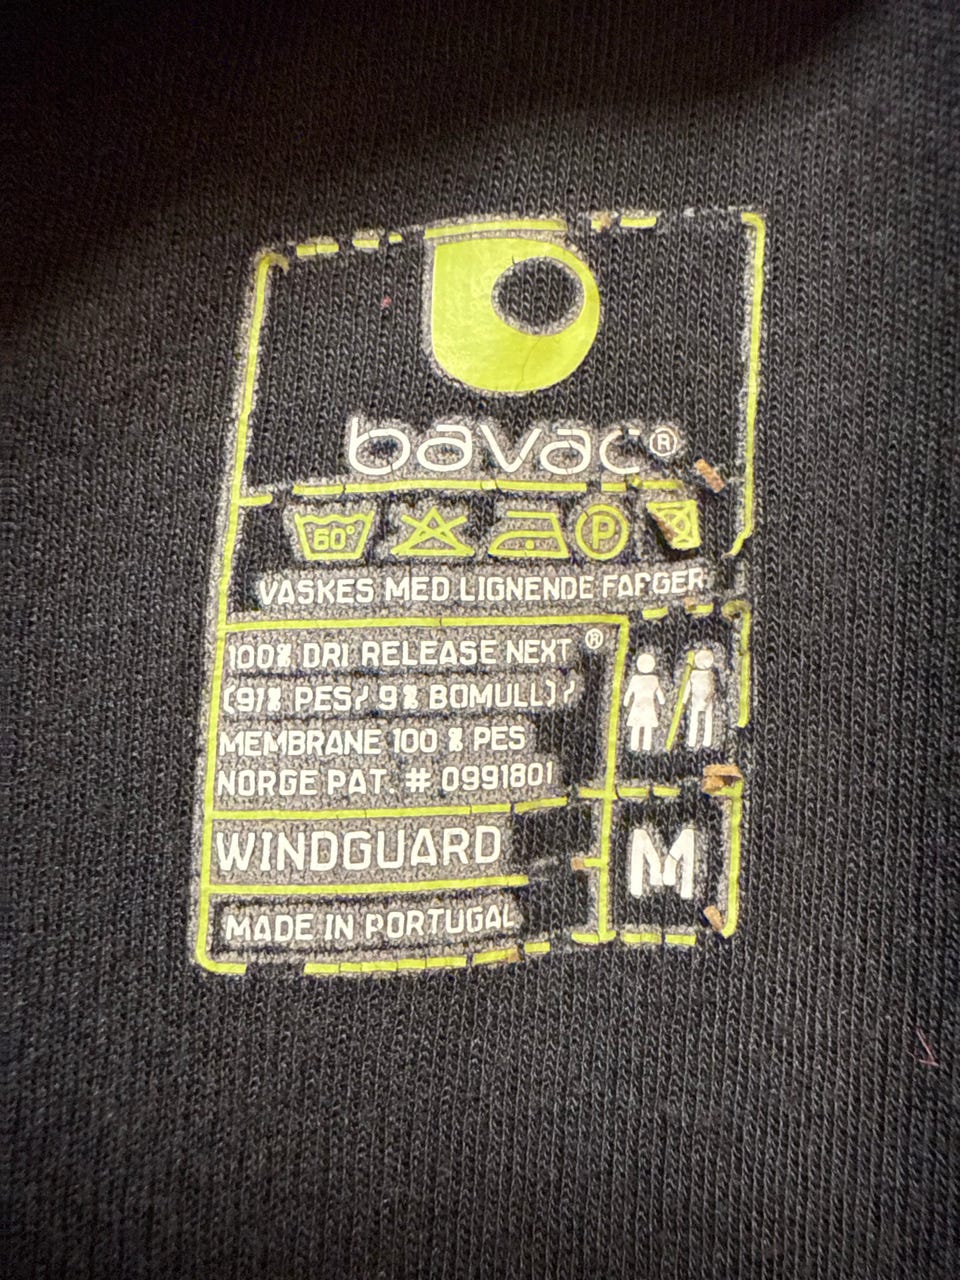 bavac®
60° P
VASKES MED LIGNENDE FARGER
100% DRI RELEASE NEXT ®
(91% PES/ 9% BOMULL) /
MEMBRANE 100 % PES
NORGE PAT. # 0991801
WINDGUARD
M
MADE IN PORTUGAL